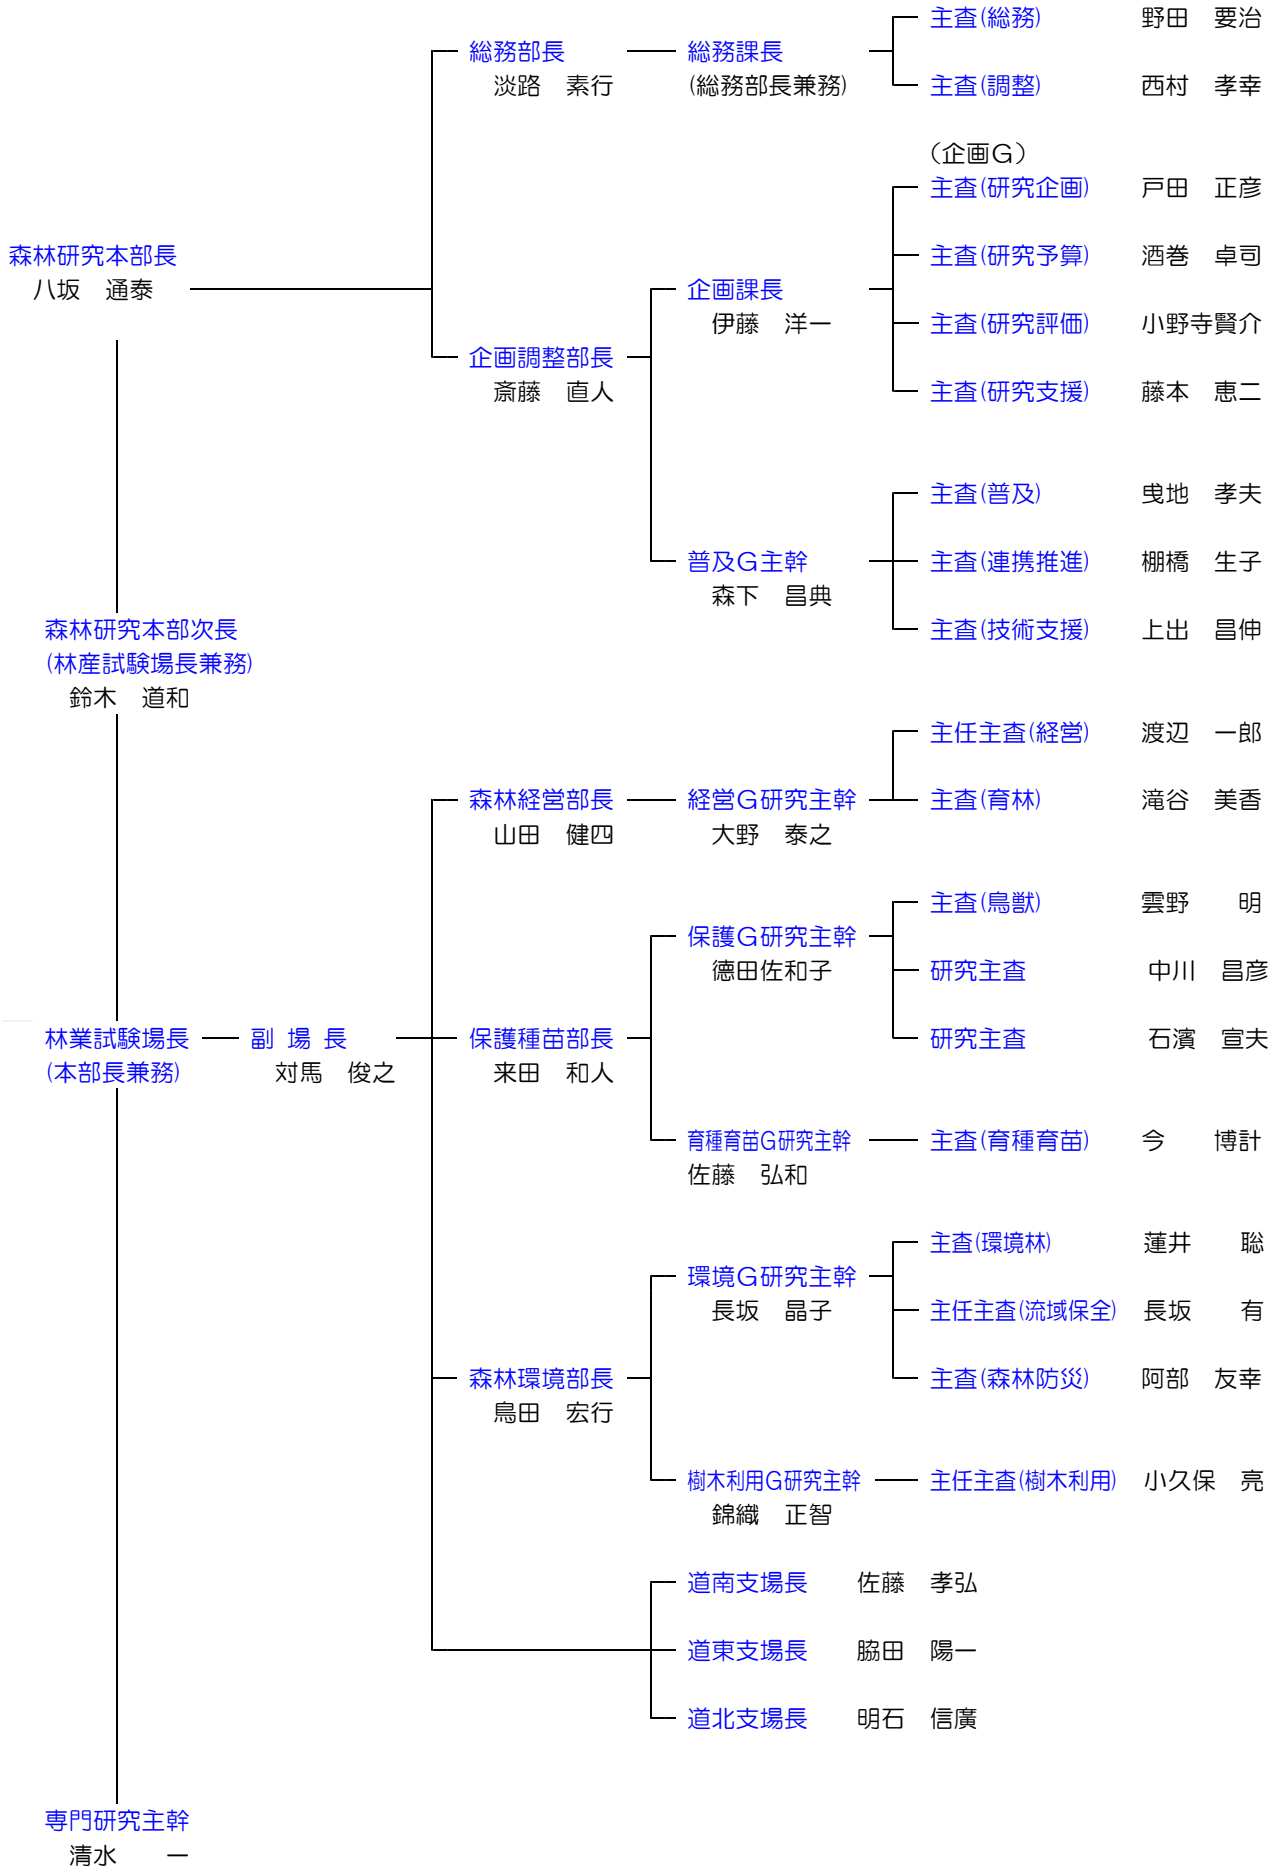 主査(総務)　野田　要治
総務部長　総務課長
淡路　素行　(総務部長兼務)　主査(調整)　西村　孝幸
（企画Ｇ）
主査(研究企画)　戸田　正彦
森林研究本部長　主査(研究予算)　酒巻　卓司
八坂　通泰　企画課長
伊藤　洋一　主査(研究評価)　小野寺賢介
企画調整部長
斎藤　直人　主査(研究支援)　藤本　恵二
主査(普及)　曵地　孝夫
普及Ｇ主幹　主査(連携推進)　棚橋　生子
森下　昌典
森林研究本部次長　主査(技術支援)　上出　昌伸
(林産試験場長兼務)
鈴木　道和
主任主査(経営)　渡辺　一郎
森林経営部長　経営Ｇ研究主幹　主査(育林)　滝谷　美香
山田　健四　大野　泰之
主査(鳥獣)　雲野　　明
保護Ｇ研究主幹
徳田佐和子　研究主査　中川　昌彦
林業試験場長　副 場 長　保護種苗部長　研究主査　石濱　宣夫
(本部長兼務)　対馬　俊之　来田　和人
育種育苗Ｇ研究主幹　主査(育種育苗)　今　　博計
佐藤　弘和
主査(環境林)　蓮井　　聡
環境Ｇ研究主幹
長坂　晶子　主任主査(流域保全)　長坂　　有
森林環境部長　主査(森林防災)　阿部　友幸
鳥田　宏行
樹木利用Ｇ研究主幹　主任主査(樹木利用)　小久保　亮
錦織　正智
道南支場長　佐藤　孝弘
道東支場長　脇田　陽一
道北支場長　明石　信廣
専門研究主幹
清水　　一